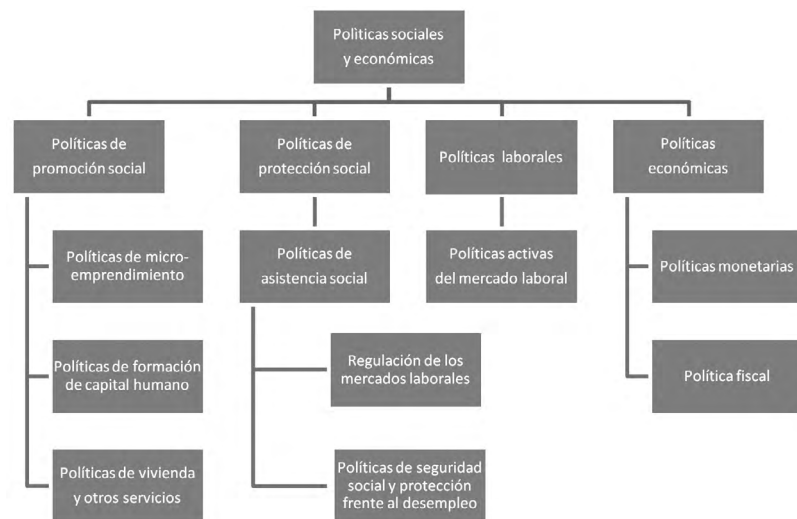 Polìticas sociales
y económicas
Políticas de
promoción social
Políticas de
protección social
Políticas laborales
Políticas
económicas
Políticas de micro-
emprendimiento
Políticas de
asistencia social
Políticas activas
del mercado laboral
Políticas monetarias
Políticas de formación
de capital humano
Regulación de los
mercados laborales
Política fiscal
Políticas de vivienda
y otros servicios
Políticas de seguridad
social y protección
frente al desempleo